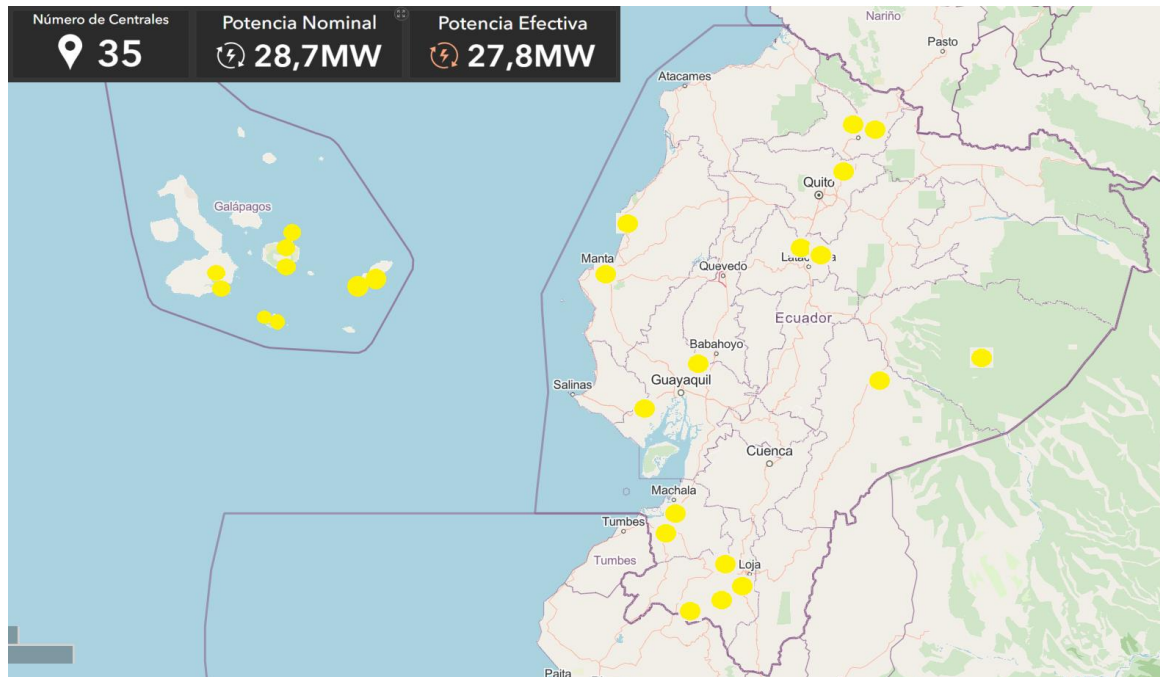 Número de Centrales
35
Potencia Nominal
28,7MW
Potencia Efectiva
27,8MW
Nariño
Pasto
Atacames
Quito
Galápagos
Manta
Quevedo
Ecuador
Babahoyo
Guayaquil
Salinas
Cuenca
Machala
Tumbes
Tumbes
Loja
Paita